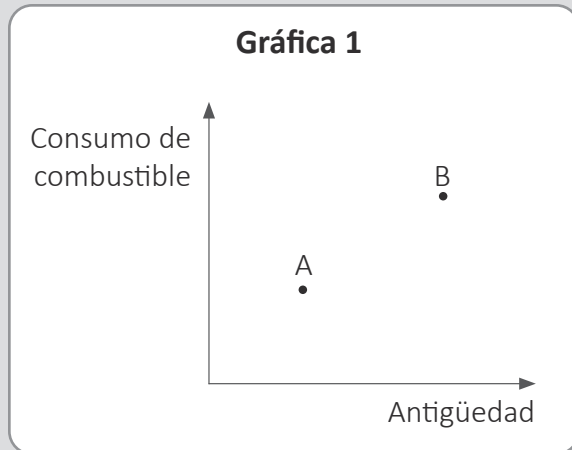 Gráfica 1
Consumo de
combustible
B
A
Antigüedad